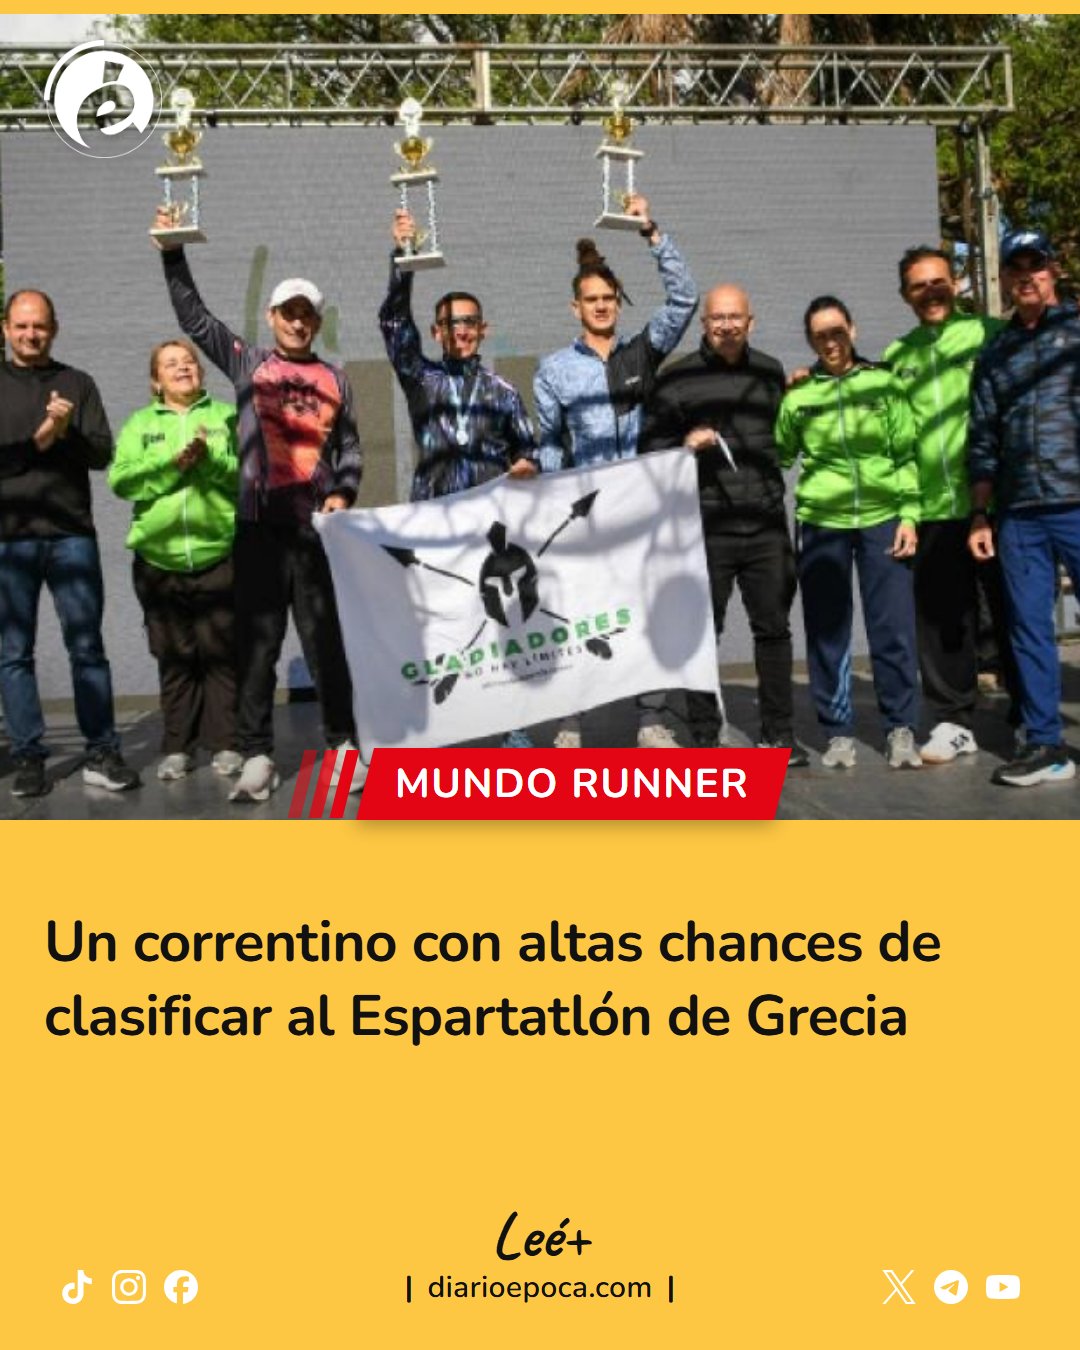 GLADIADORES
NO HAY LIMITES
MUNDO RUNNER
Un correntino con altas chances de
clasificar al Espartatlón de Grecia
Leé+
| diarioepoca.com |